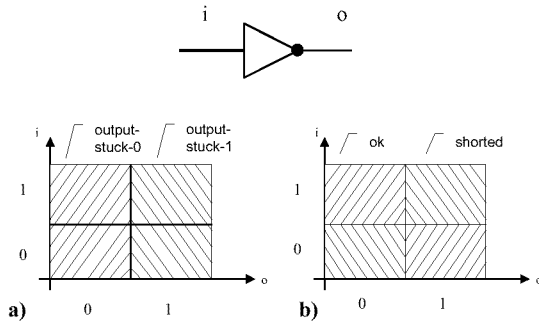 i o
i output-stuck-0 output-stuck-1
1
0
o
a) 0 1
i ok shorted
1
0
o
b) 0 1